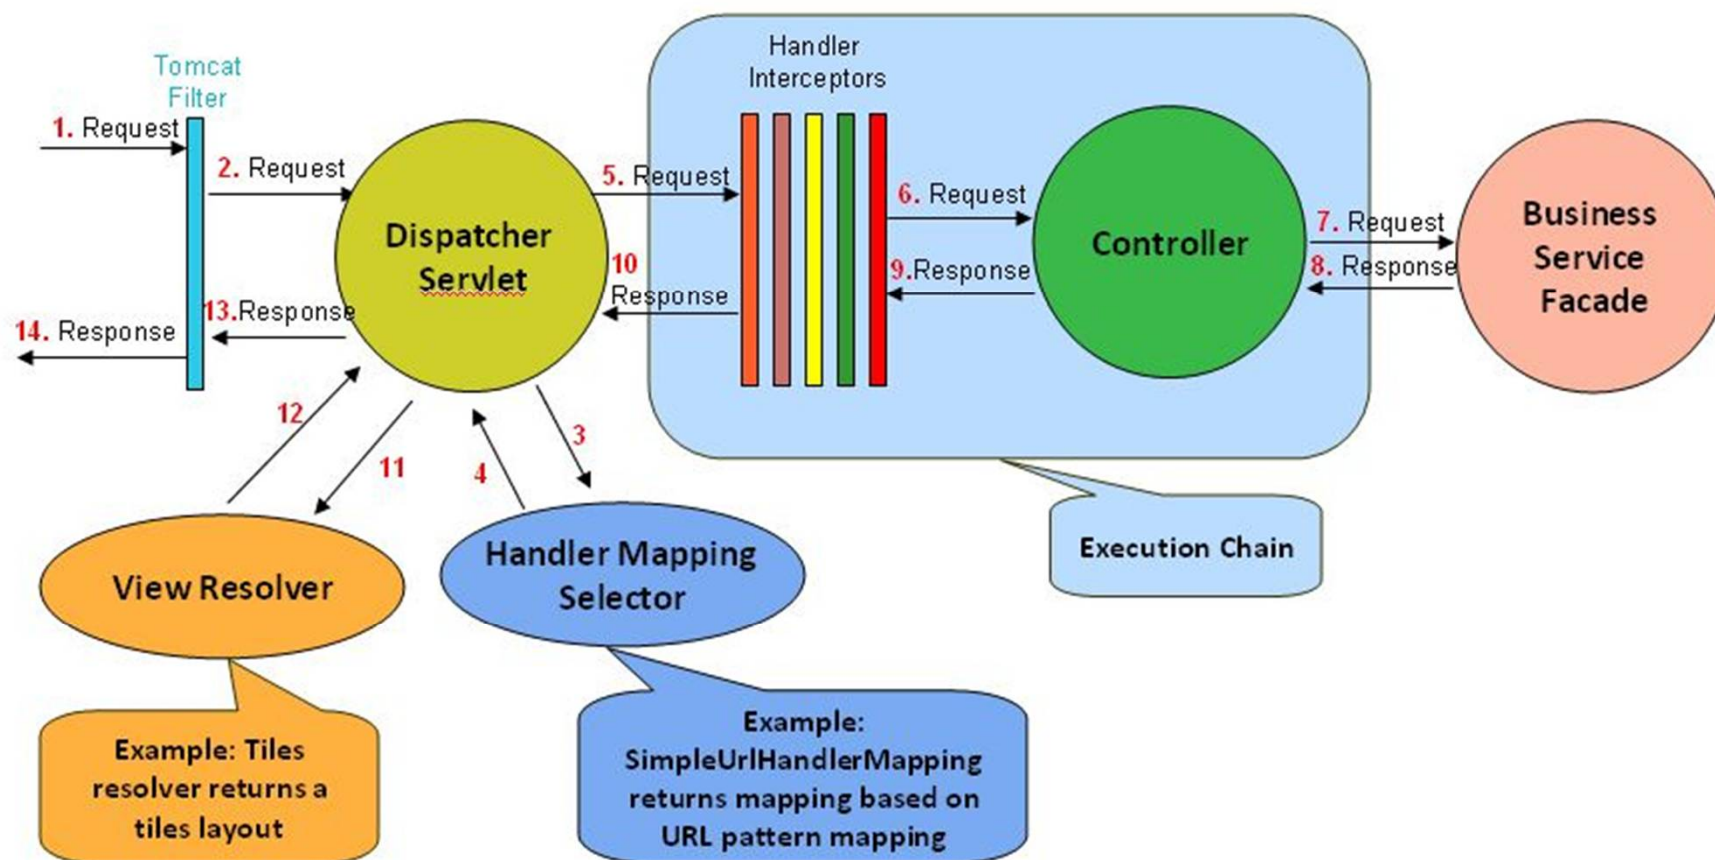 Tomcat
Filter
1. Request
2. Request
Dispatcher
Servlet
13.Response
14. Response
Handler
Interceptors
5. Request
10
Response
6. Request
9.Response
Controller
7. Request
8. Response
Business
Service
Facade
12
11
4
3
View Resolver
Handler Mapping
Selector
Execution Chain
Example: Tiles
resolver returns a
tiles layout
Example:
SimpleUrlHandlerMapping
returns mapping based on
URL pattern mapping